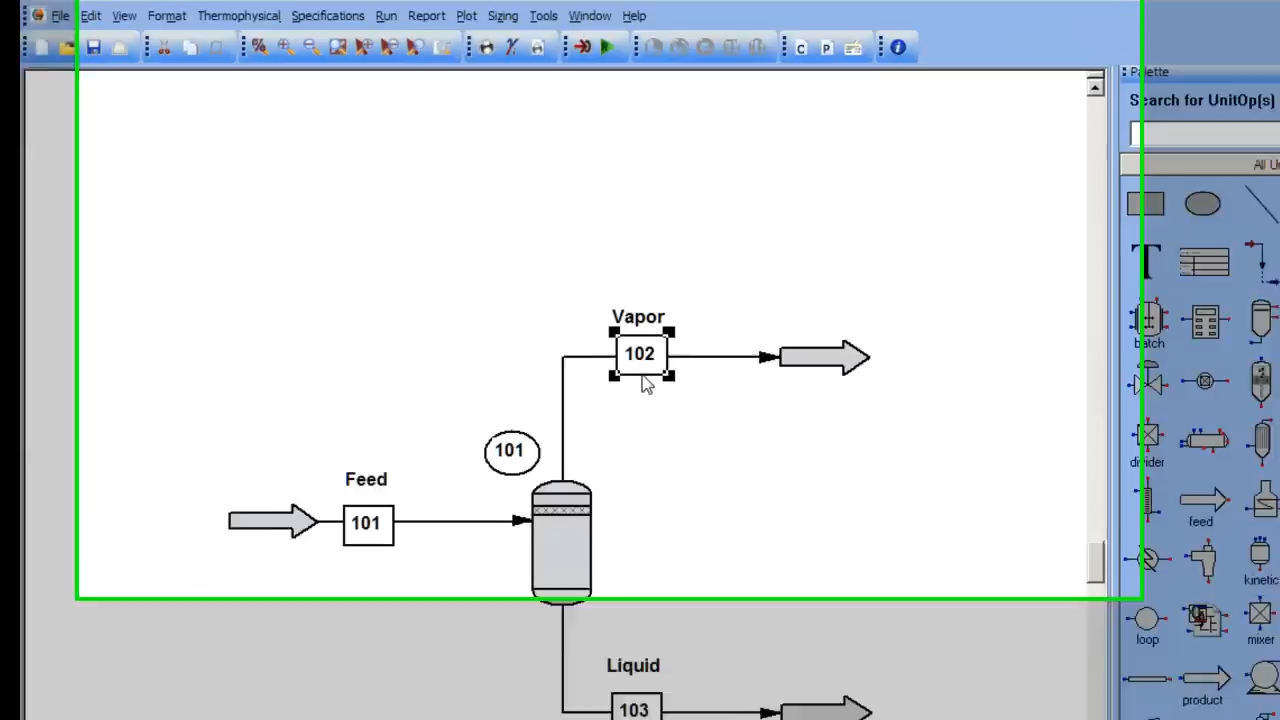 File Edit View Format Thermophysical Specifications Run Report Plot Sizing Tools Window Help
C P
Palette
Search for UnitOp(s)
All
T
batch
divider
feed
kinetic
loop
mixer
product
Vapor
102
101
Feed
101
Liquid
103